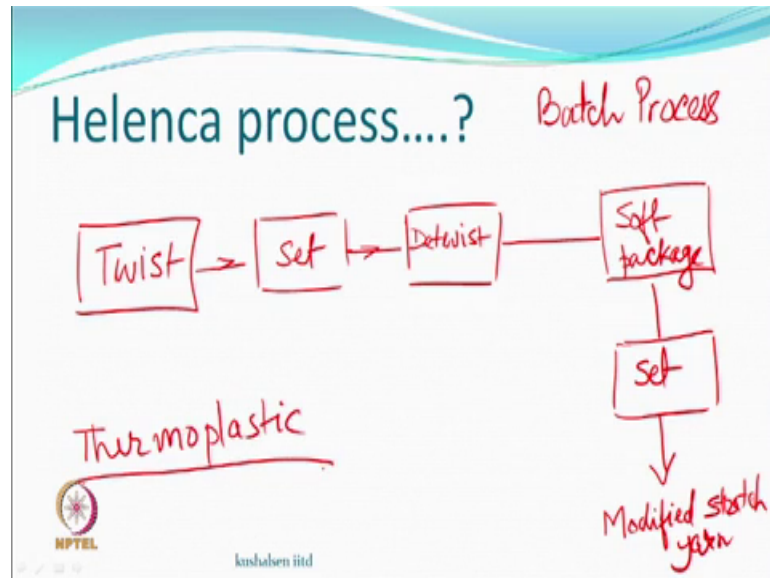 Helenca process....?
Batch Process
Twist
Set
Detwist
Soft
package
Set
Modified stretch
yarn
Thermoplastic
NPTEL
kushalsen iitd